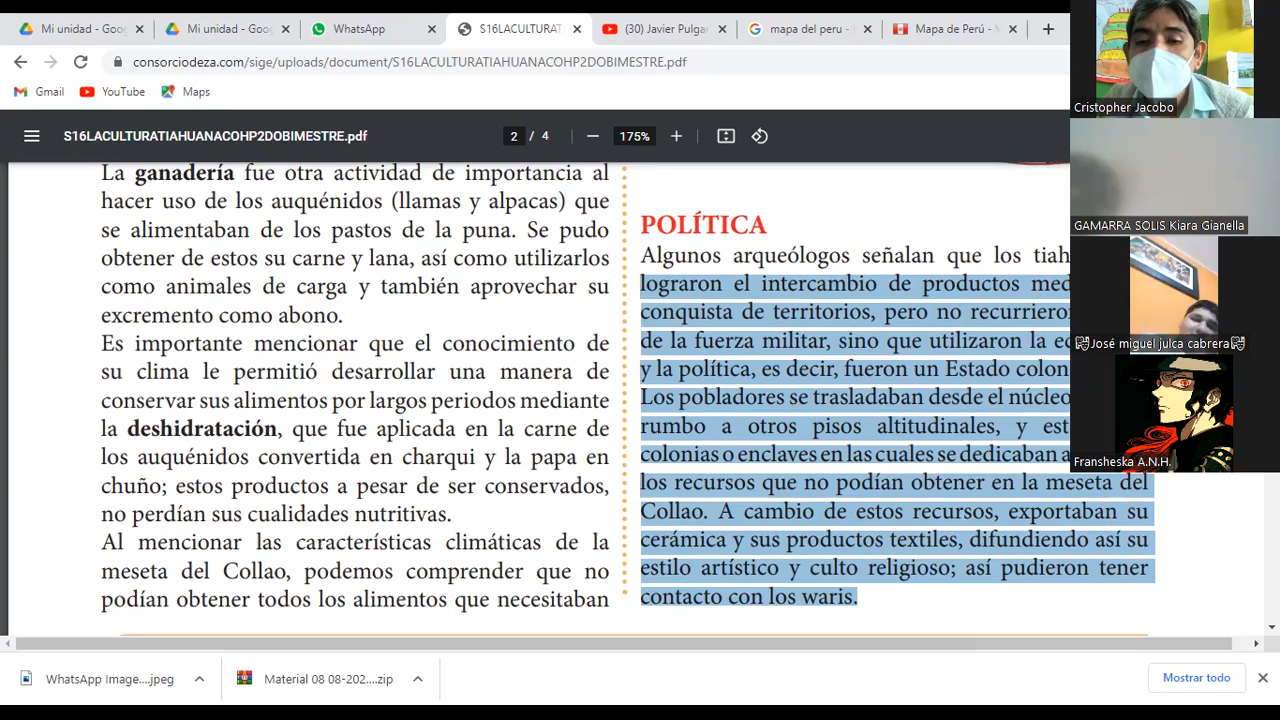 Mi unidad - Goog
Mi unidad - Goog
WhatsApp
S16LACULTURATIA
(30) Javier Pulga
mapa del peru -
Mapa de Perú -
consorciodeza.com/sige/uploads/document/S16LACULTURATIAHUANACOHP2DOBIMESTRE.pdf
Gmail
YouTube
Maps
S16LACULTURATIAHUANACOHP2DOBIMESTRE.pdf
2 / 4
175%
La ganadería fue otra actividad de importancia al
hacer uso de los auquénidos (llamas y alpacas) que
se alimentaban de los pastos de la puna. Se pudo
obtener de estos su carne y lana, así como utilizarlos
como animales de carga y también aprovechar su
excremento como abono.
Es importante mencionar que el conocimiento de
su clima le permitió desarrollar una manera de
conservar sus alimentos por largos periodos mediante
la deshidratación, que fue aplicada en la carne de
los auquénidos convertida en charqui y la papa en
chuño; estos productos a pesar de ser conservados,
no perdían sus cualidades nutritivas.
Al mencionar las características climáticas de la
meseta del Collao, podemos comprender que no
podían obtener todos los alimentos que necesitaban
POLÍTICA
Algunos arqueólogos señalan que los tiah
lograron el intercambio de productos med
conquista de territorios, pero no recurrieron
de la fuerza militar, sino que utilizaron la ec
y la política, es decir, fueron un Estado colon
Los pobladores se trasladaban desde el núcleo
rumbo a otros pisos altitudinales, y est
colonias o enclaves en las cuales se dedicaban a
los recursos que no podían obtener en la meseta del
Collao. A cambio de estos recursos, exportaban su
cerámica y sus productos textiles, difundiendo así su
estilo artístico y culto religioso; así pudieron tener
contacto con los waris.
Cristopher Jacobo
GAMARRA SOLIS Kiara Gianella
José miguel julca cabrera
Fransheska A.N.H.
WhatsApp Image....jpeg
Material 08 08-202....zip
Mostrar todo